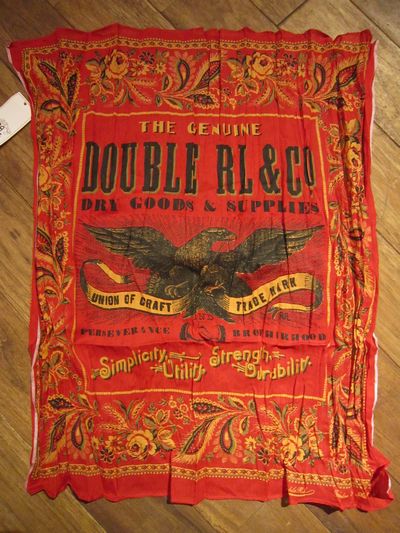 THE GENUINE
DOUBLE RL & Co
DRY GOODS & SUPPLIES
UNION OF CRAFT TRADE MARK
PERSEVERANCE AND BROTHERHOOD
Simplicity, Strength,
Utility, Durability.